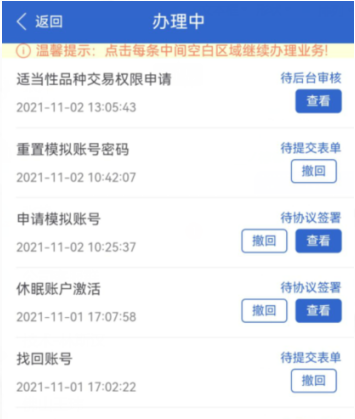 返回 办理中
温馨提示：点击每条中间空白区域继续办理业务!
适当性品种交易权限申请 待后台审核
2021-11-02 13:05:43 查看
重置模拟账号密码 待提交表单
2021-11-02 10:42:07 撤回
申请模拟账号 待协议签署
2021-11-02 10:25:37 撤回 查看
休眠账户激活 待协议签署
2021-11-01 17:07:58 撤回 查看
找回账号 待提交表单
2021-11-01 17:02:22 撤回